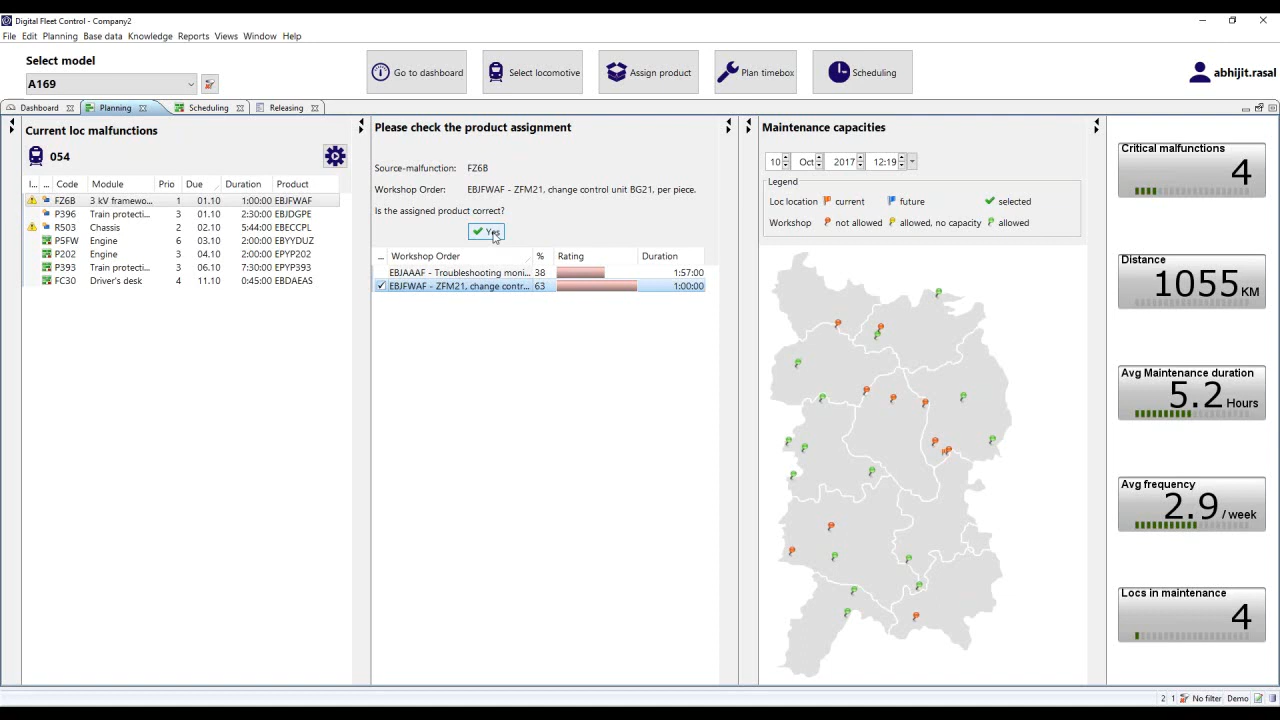 Digital Fleet Control - Company2
File Edit Planning Base data Knowledge Reports Views Window Help
Select model
A169
Go to dashboard
Select locomotive
Assign product
Plan timebox
Scheduling
abhijit.rasal
Dashboard
Planning
Scheduling
Releasing
Current loc malfunctions
054
I... ... Code Module Prio Due Duration Product
FZ6B 3 kV framewo... 1 01.10 1:00:00 EBJFWAF
P396 Train protecti... 3 01.10 2:30:00 EBJDGPE
R503 Chassis 2 02.10 5:44:00 EBECCPL
P5FW Engine 6 03.10 2:00:00 EBYYDUZ
P202 Engine 3 04.10 2:00:00 EPYP202
P393 Train protecti... 3 06.10 7:30:00 EPYP393
FC30 Driver's desk 4 11.10 0:45:00 EBDAEAS
Please check the product assignment
Source-malfunction: FZ6B
Workshop Order: EBJFWAF - ZFM21, change control unit BG21, per piece.
Is the assigned product correct?
Yes
... Workshop Order % Rating Duration
EBJAAAF - Troubleshooting moni... 38 1:57:00
EBJFWAF - ZFM21, change contr... 63 1:00:00
Maintenance capacities
10 Oct 2017 12:19
Legend
Loc location current future selected
Workshop not allowed allowed, no capacity allowed
Critical malfunctions
4
Distance
1055 KM
Avg Maintenance duration
5.2 Hours
Avg frequency
2.9 / week
Locs in maintenance
4
2 1 No filter Demo